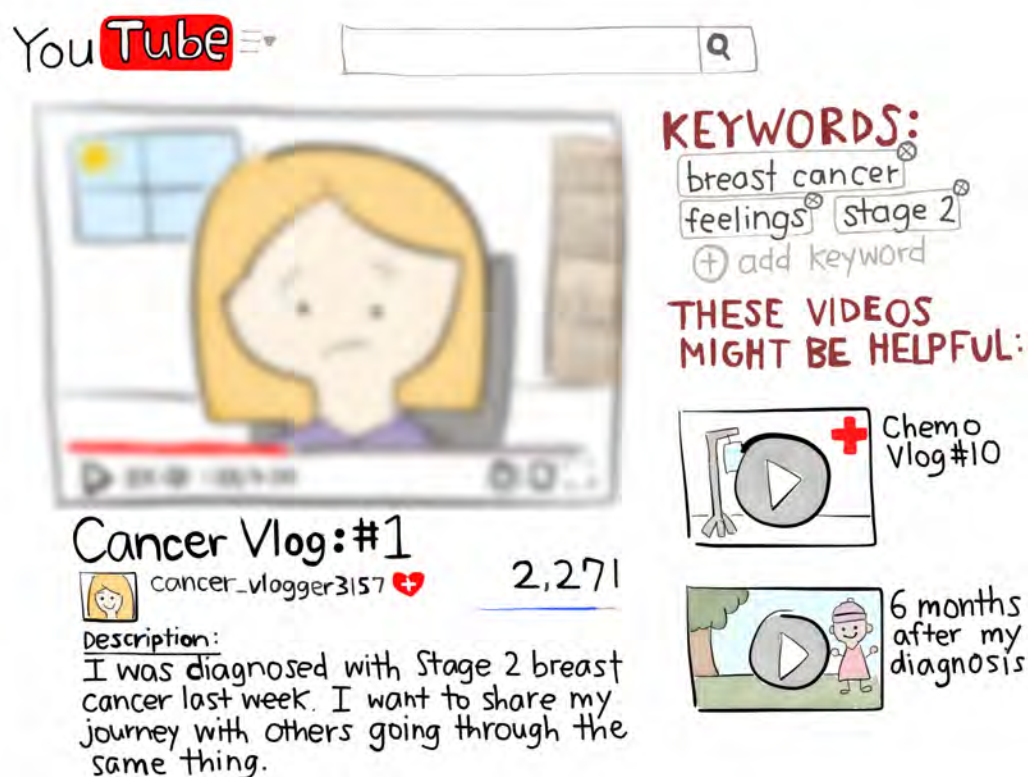 YouTube
KEYWORDS:
breast cancer
feelings stage 2
add keyword
THESE VIDEOS
MIGHT BE HELPFUL:
Chemo
Vlog#10
6 months
after my
diagnosis
Cancer Vlog:#1
cancer_vlogger3157
2,271
Description:
I was diagnosed with Stage 2 breast
cancer last week. I want to share my
journey with others going through the
same thing.